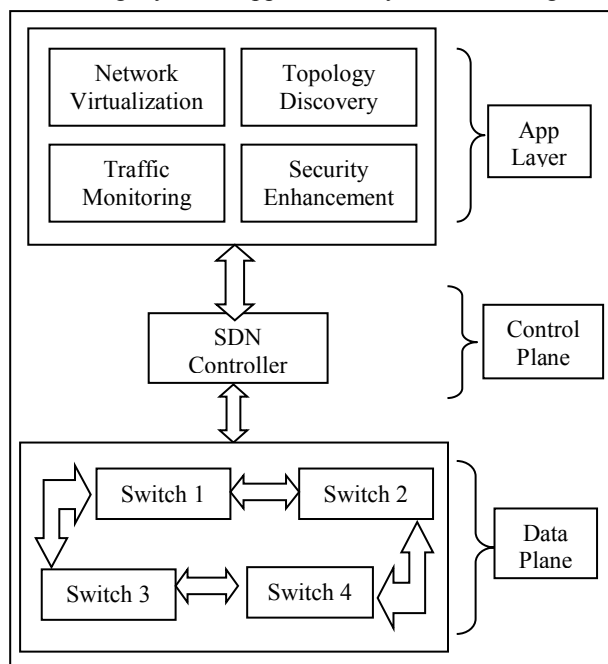 Network
Virtualization
Topology
Discovery
Traffic
Monitoring
Security
Enhancement
App
Layer
SDN
Controller
Control
Plane
Switch 1
Switch 2
Switch 3
Switch 4
Data
Plane